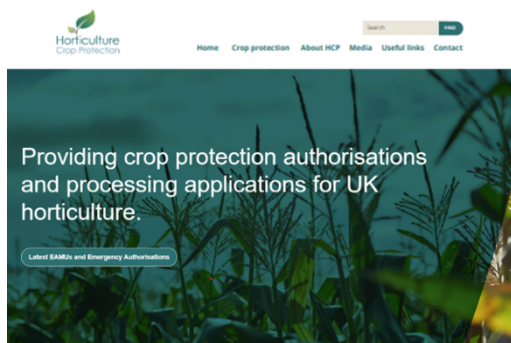 Horticulture
Crop Protection
Search
FIND
Home Crop protection About HCP Media Useful links Contact
Providing crop protection authorisations
and processing applications for UK
horticulture.
Latest EAMUs and Emergency Authorisations